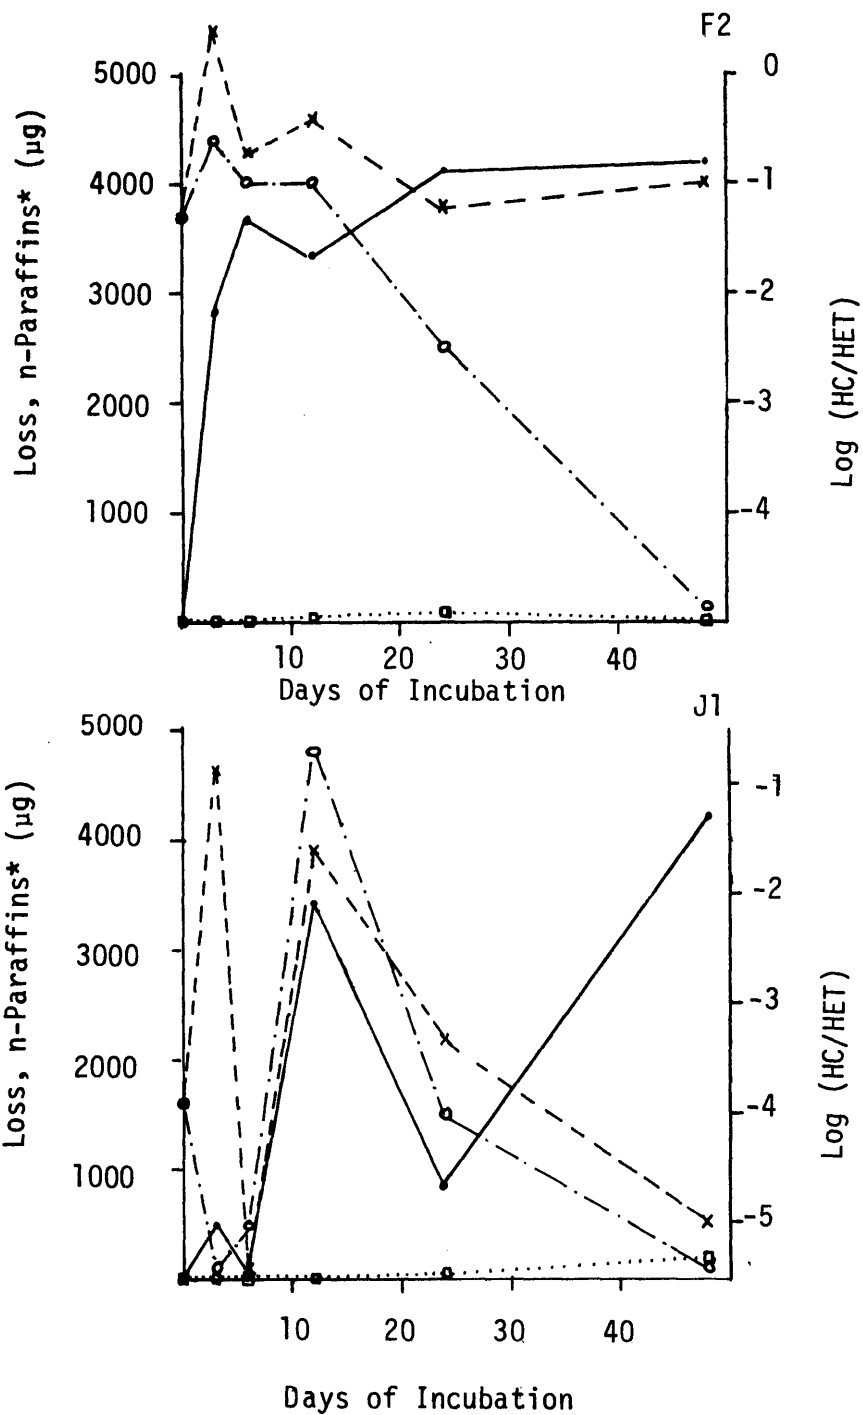 F2
5000
4000
3000
2000
1000
Loss, n-Paraffins* (µg)
0
-1
-2
-3
-4
Log (HC/HET)
10 20 30 40
Days of Incubation
J1
5000
4000
3000
2000
1000
Loss, n-Paraffins* (µg)
-1
-2
-3
-4
-5
Log (HC/HET)
10 20 30 40
Days of Incubation